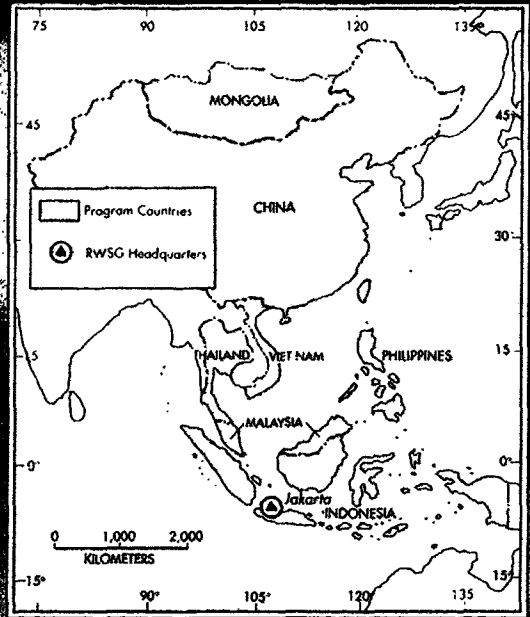 75 90 105 120 135°
MONGOLIA
45 45
CHINA
Program Countries
RWSG Headquarters
30
THAILAND VIET NAM PHILIPPINES
5 15
MALAYSIA
0° 0°
Jakarta
INDONESIA
0 1,000 2,000
KILOMETERS
15° 15°
90° 105° 120 135